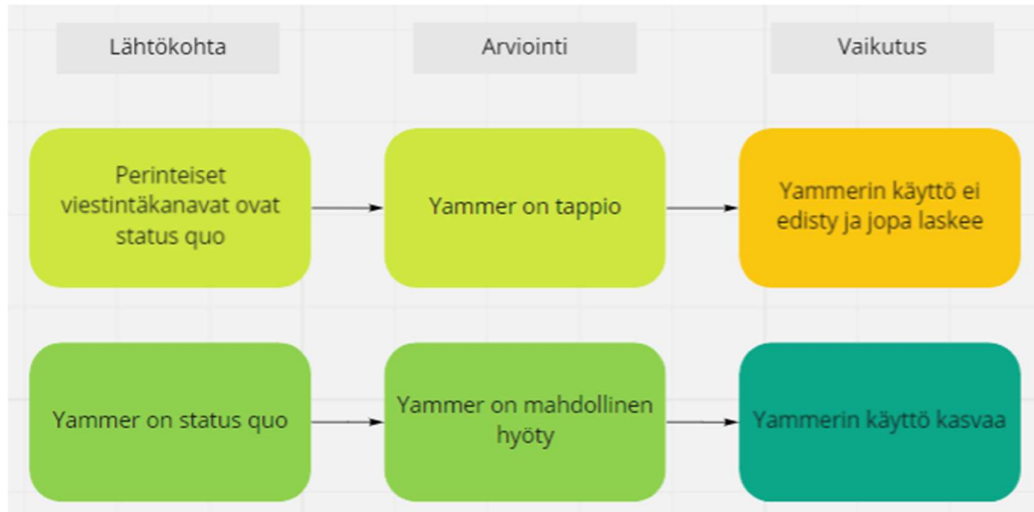 Lähtökohta
Arviointi
Vaikutus
Perinteiset
viestintäkanavat ovat
status quo
Yammer on tappio
Yammerin käyttö ei
edisty ja jopa laskee
Yammer on status quo
Yammer on mahdollinen
hyöty
Yammerin käyttö kasvaa